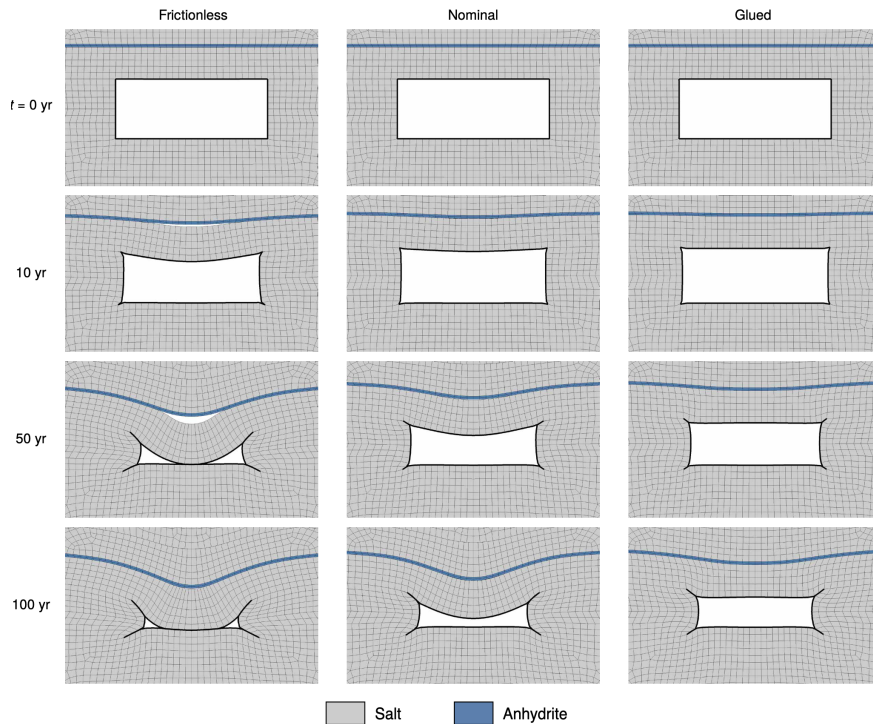 Frictionless Nominal Glued
t = 0 yr
10 yr
50 yr
100 yr
Salt Anhydrite